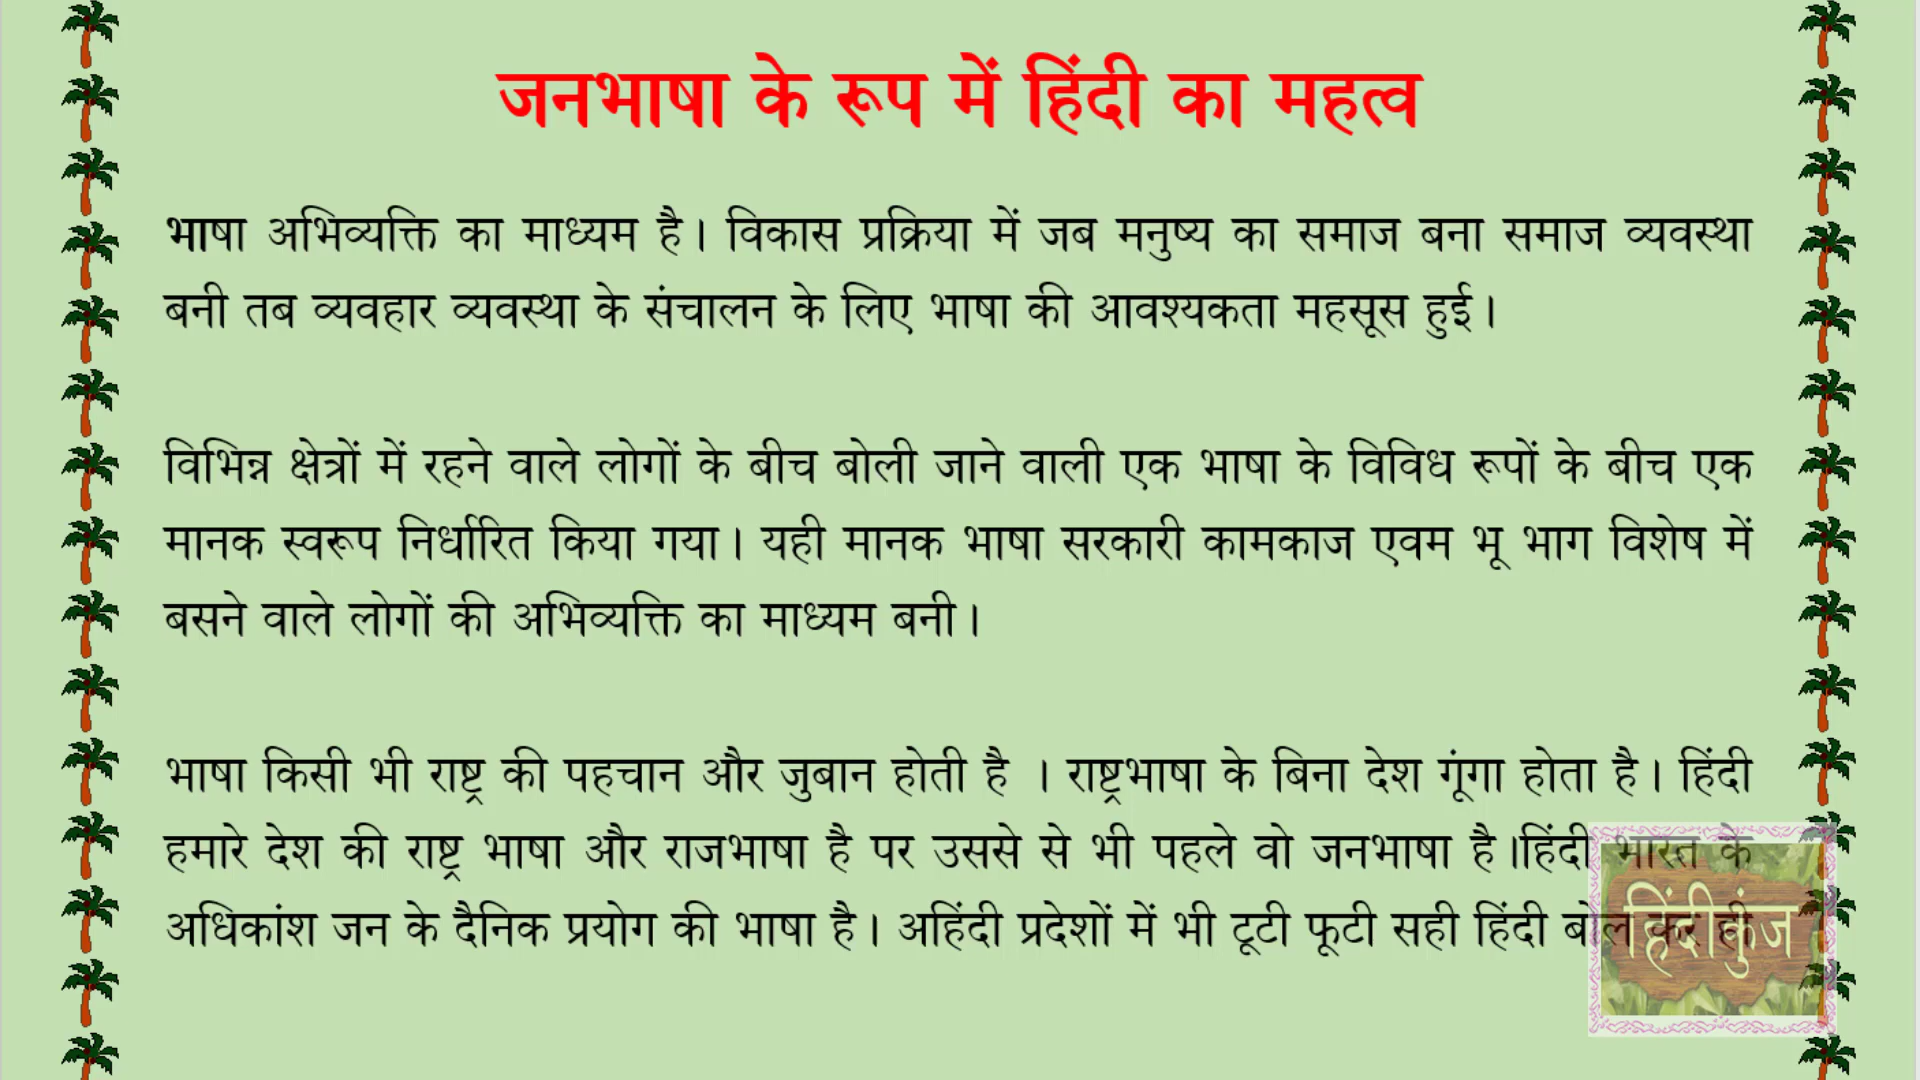 जनभाषा के रूप में हिंदी का महत्व
भाषा अभिव्यक्ति का माध्यम है। विकास प्रक्रिया में जब मनुष्य का समाज बना समाज व्यवस्था
बनी तब व्यवहार व्यवस्था के संचालन के लिए भाषा की आवश्यकता महसूस हुई।
विभिन्न क्षेत्रों में रहने वाले लोगों के बीच बोली जाने वाली एक भाषा के विविध रूपों के बीच एक
मानक स्वरूप निर्धारित किया गया। यही मानक भाषा सरकारी कामकाज एवम भू भाग विशेष में
बसने वाले लोगों की अभिव्यक्ति का माध्यम बनी।
भाषा किसी भी राष्ट्र की पहचान और जुबान होती है । राष्ट्रभाषा के बिना देश गूंगा होता है। हिंदी
हमारे देश की राष्ट्र भाषा और राजभाषा है पर उससे से भी पहले वो जनभाषा है।हिंदी भारत के
अधिकांश जन के दैनिक प्रयोग की भाषा है। अहिंदी प्रदेशों में भी टूटी फूटी सही हिंदी बोल कर ही
हिंदीकुंज